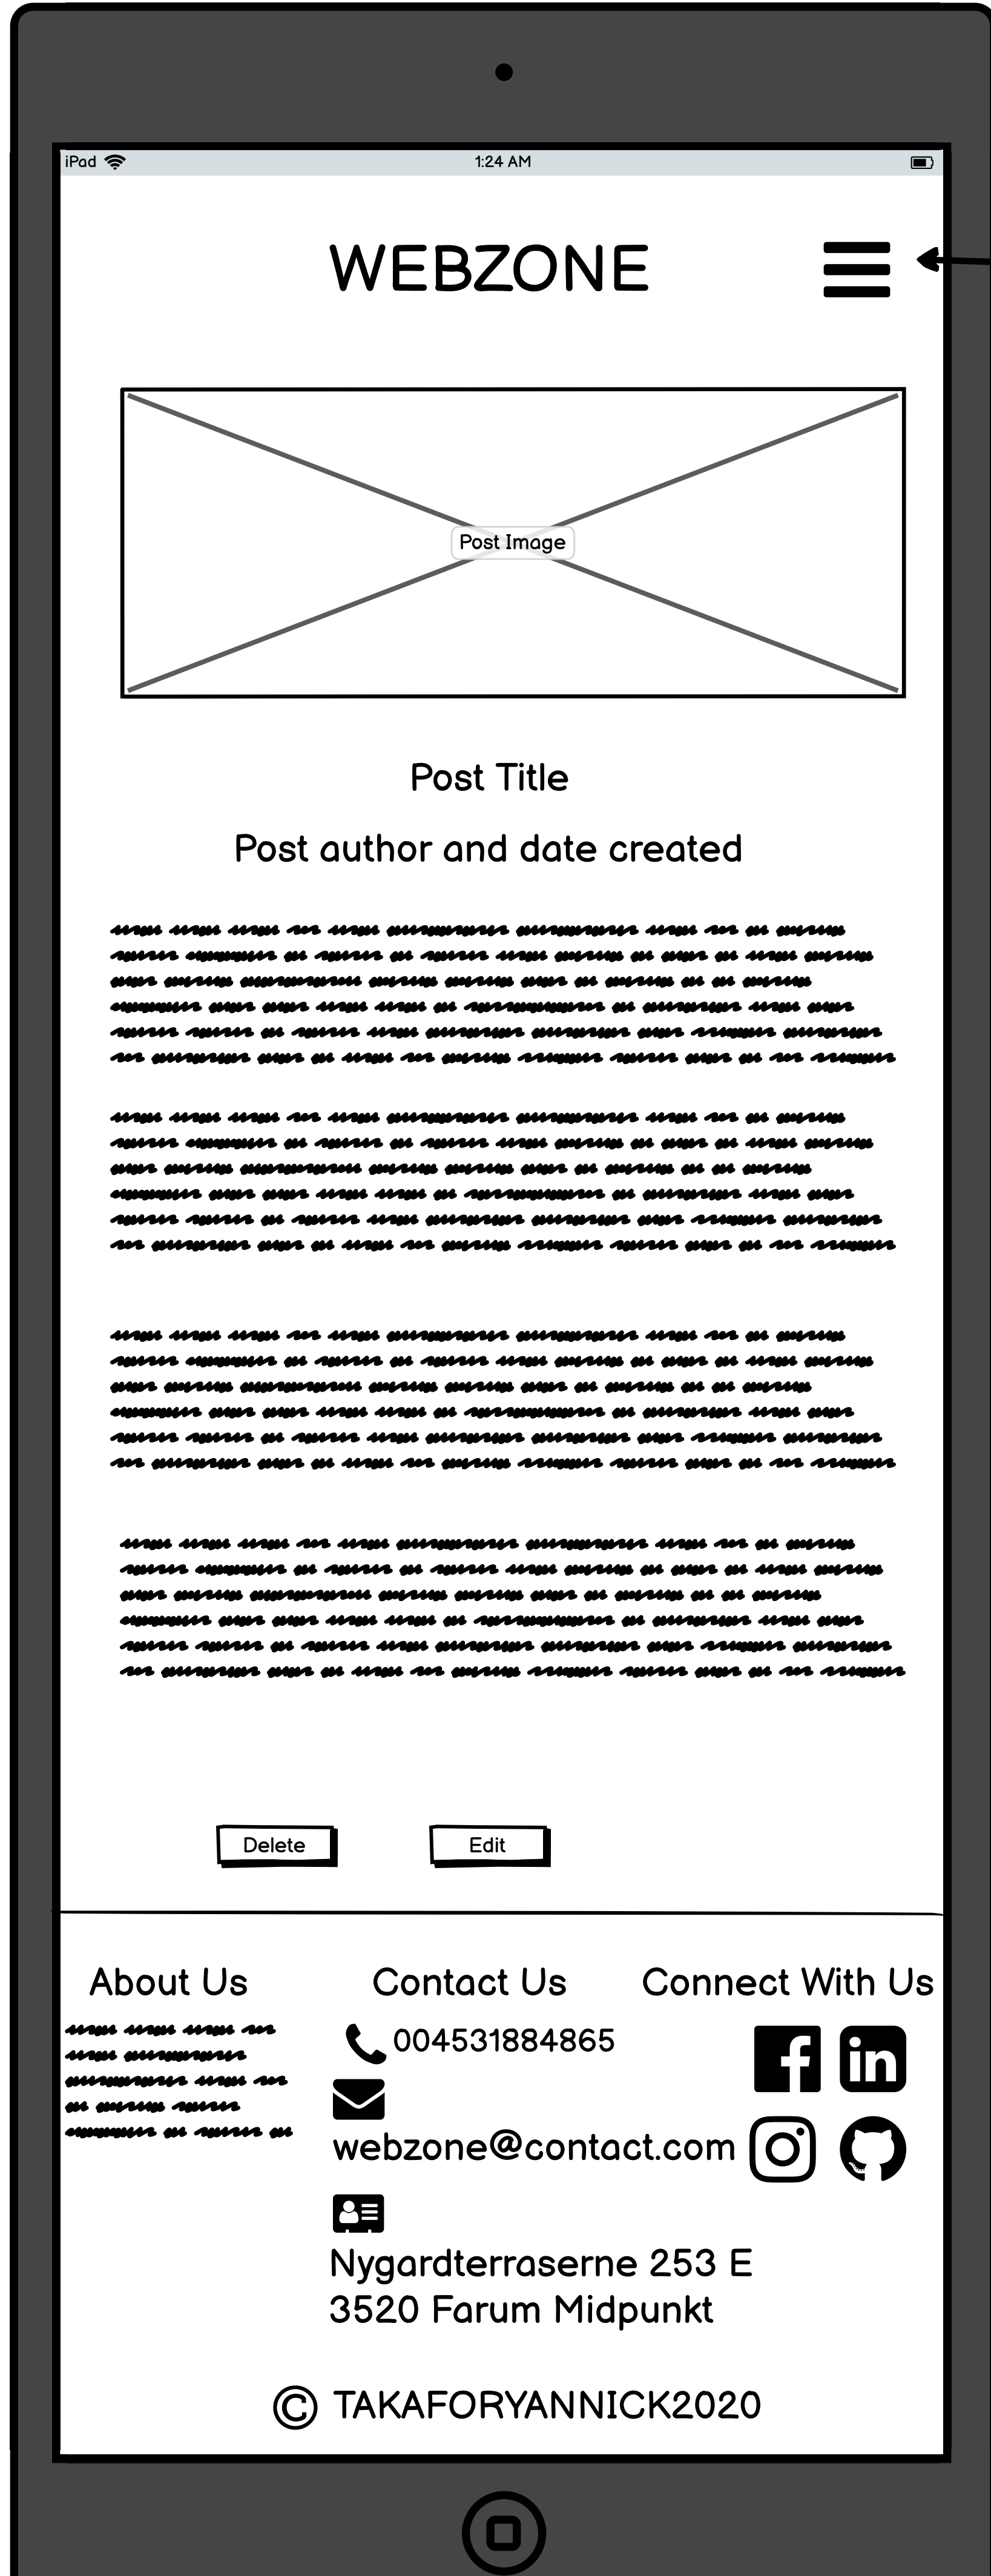 iPad
1:24 AM
WEBZONE
Post Image
Post Title
Post author and date created
Delete
Edit
About Us
Contact Us
Connect With Us
004531884865
webzone@contact.com
Nygardterraserne 253 E
3520 Farum Midpunkt
© TAKAFORYANNICK2020